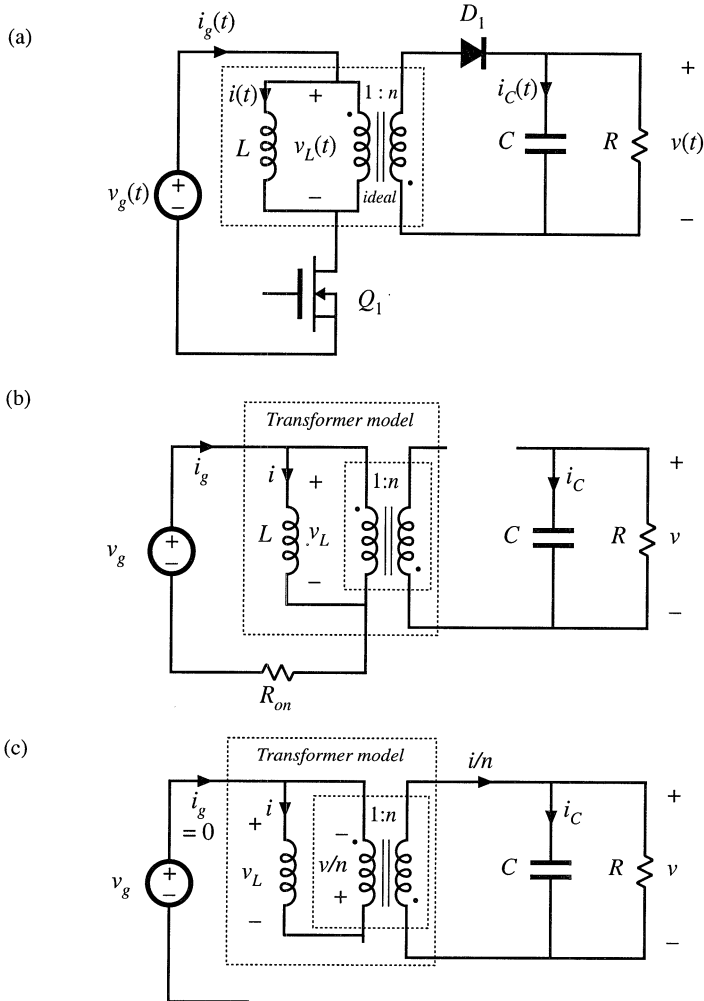 (a)
i_g(t)
D_1
i(t)
+
1 : n
i_C(t)
+
v_g(t)
+
−
L
v_L(t)
C
R
v(t)
−
ideal
−
Q_1
(b)
Transformer model
i_g
i
+
1:n
i_C
+
v_g
+
−
L
v_L
C
R
v
−
−
R_on
(c)
Transformer model
i/n
i_g
= 0
i
+
1:n
−
i_C
+
v_g
+
−
v_L
v/n
C
R
v
−
+
−